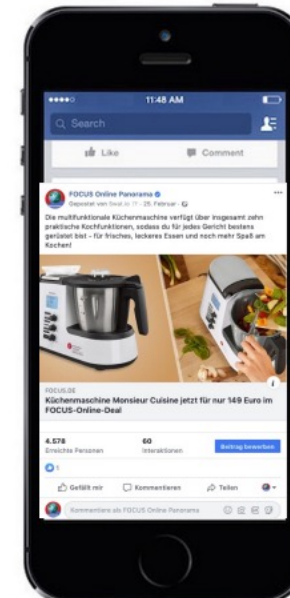 11:48 AM
Search
Like
Comment
FOCUS Online Panorama
Gepostet von
25. Februar
Die multifunktionale Küchenmaschine verfügt über insgesamt zehn
praktische Kochfunktionen, sodass du für jedes Gericht bestens
gerüstet bist – für frisches, leckeres Essen und noch mehr Spaß am
Kochen!
FOCUS.DE
Küchenmaschine Monsieur Cuisine jetzt für nur 149 Euro im
FOCUS-Online-Deal
4.578
60
Erreichte Personen
Interaktionen
Beitrag bewerben
1
Gefällt mir
Kommentieren
Teilen
Kommentiere als FOCUS Online Panorama